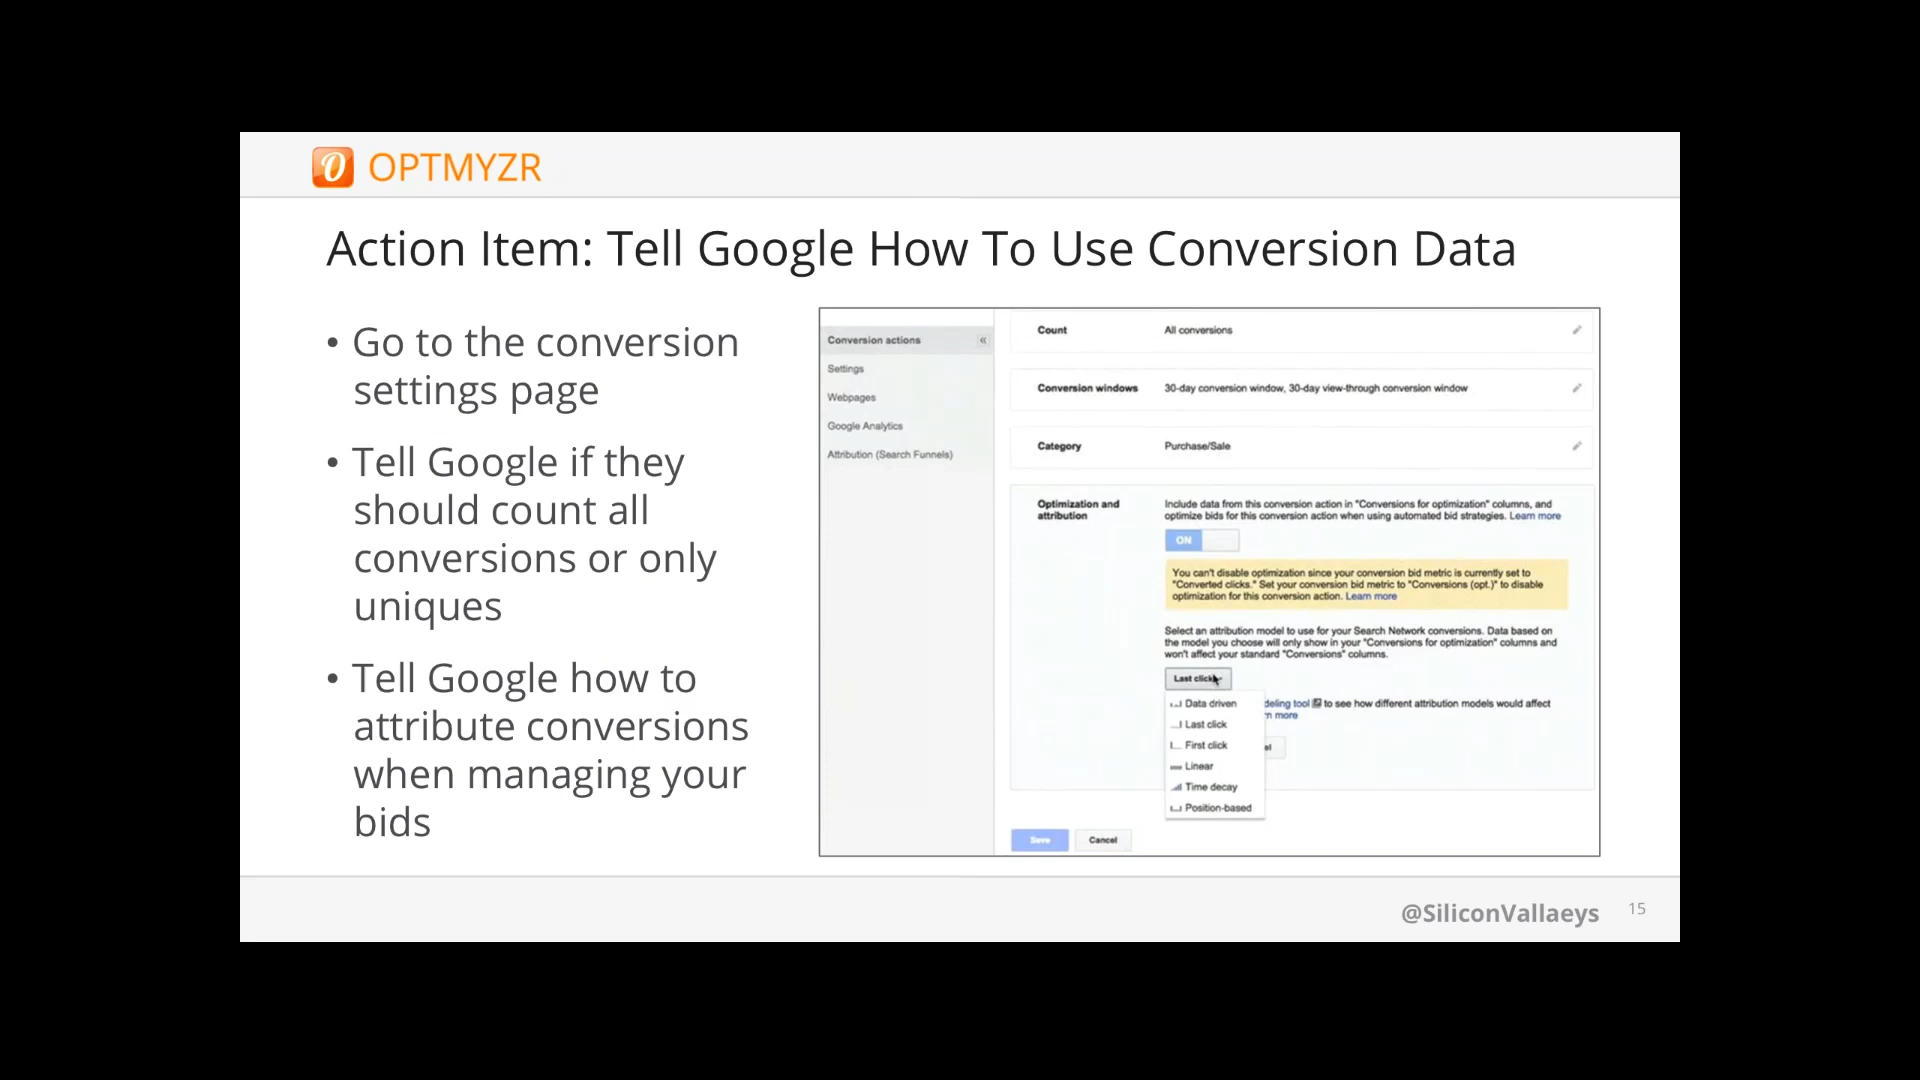 OPTMYZR
Action Item: Tell Google How To Use Conversion Data
• Go to the conversion
settings page
• Tell Google if they
should count all
conversions or only
uniques
• Tell Google how to
attribute conversions
when managing your
bids
Conversion actions «
Settings
Webpages
Google Analytics
Attribution (Search Funnels)
Count All conversions
Conversion windows 30-day conversion window, 30-day view-through conversion window
Category Purchase/Sale
Optimization and
attribution
Include data from this conversion action in "Conversions for optimization" columns, and
optimize bids for this conversion action when using automated bid strategies. Learn more
ON
You can't disable optimization since your conversion bid metric is currently set to
"Converted clicks." Set your conversion bid metric to "Conversions (opt.)" to disable
optimization for this conversion action. Learn more
Select an attribution model to use for your Search Network conversions. Data based on
the model you choose will only show in your "Conversions for optimization" columns and
won't affect your standard "Conversions" columns.
Last click
Data driven
Last click
First click
Linear
Time decay
Position-based
deling tool to see how different attribution models would affect
n more
el
Save Cancel
@SiliconVallaeys 15